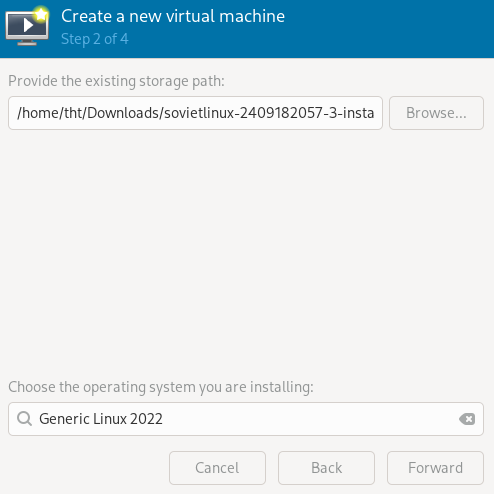 Create a new virtual machine
Step 2 of 4
Provide the existing storage path:
/home/tht/Downloads/sovietlinux-2409182057-3-insta
Browse...
Choose the operating system you are installing:
Generic Linux 2022
Cancel
Back
Forward